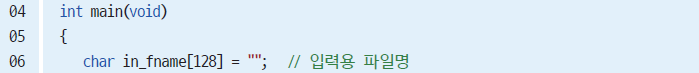 04 int main(void)
05 {
06 char in_fname[128] = ""; // 입력용 파일명